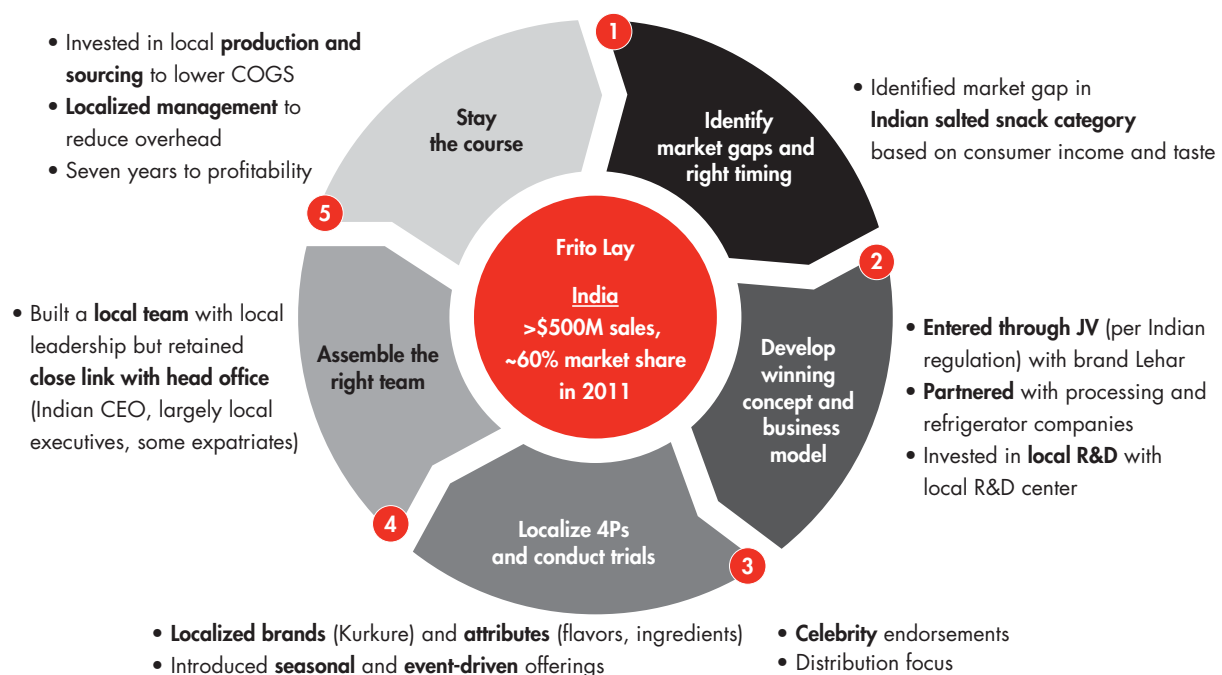 1
Identify
market gaps and
right timing
• Identified market gap in
Indian salted snack category
based on consumer income and taste
2
Develop
winning
concept and
business
model
• Entered through JV (per Indian
regulation) with brand Lehar
• Partnered with processing and
refrigerator companies
• Invested in local R&D with
local R&D center
3
Localize 4Ps
and conduct trials
• Localized brands (Kurkure) and attributes (flavors, ingredients)
• Introduced seasonal and event-driven offerings
• Celebrity endorsements
• Distribution focus
4
Assemble the
right team
• Built a local team with local
leadership but retained
close link with head office
(Indian CEO, largely local
executives, some expatriates)
5
Stay
the course
• Invested in local production and
sourcing to lower COGS
• Localized management to
reduce overhead
• Seven years to profitability
Frito Lay
India
>$500M sales,
~60% market share
in 2011